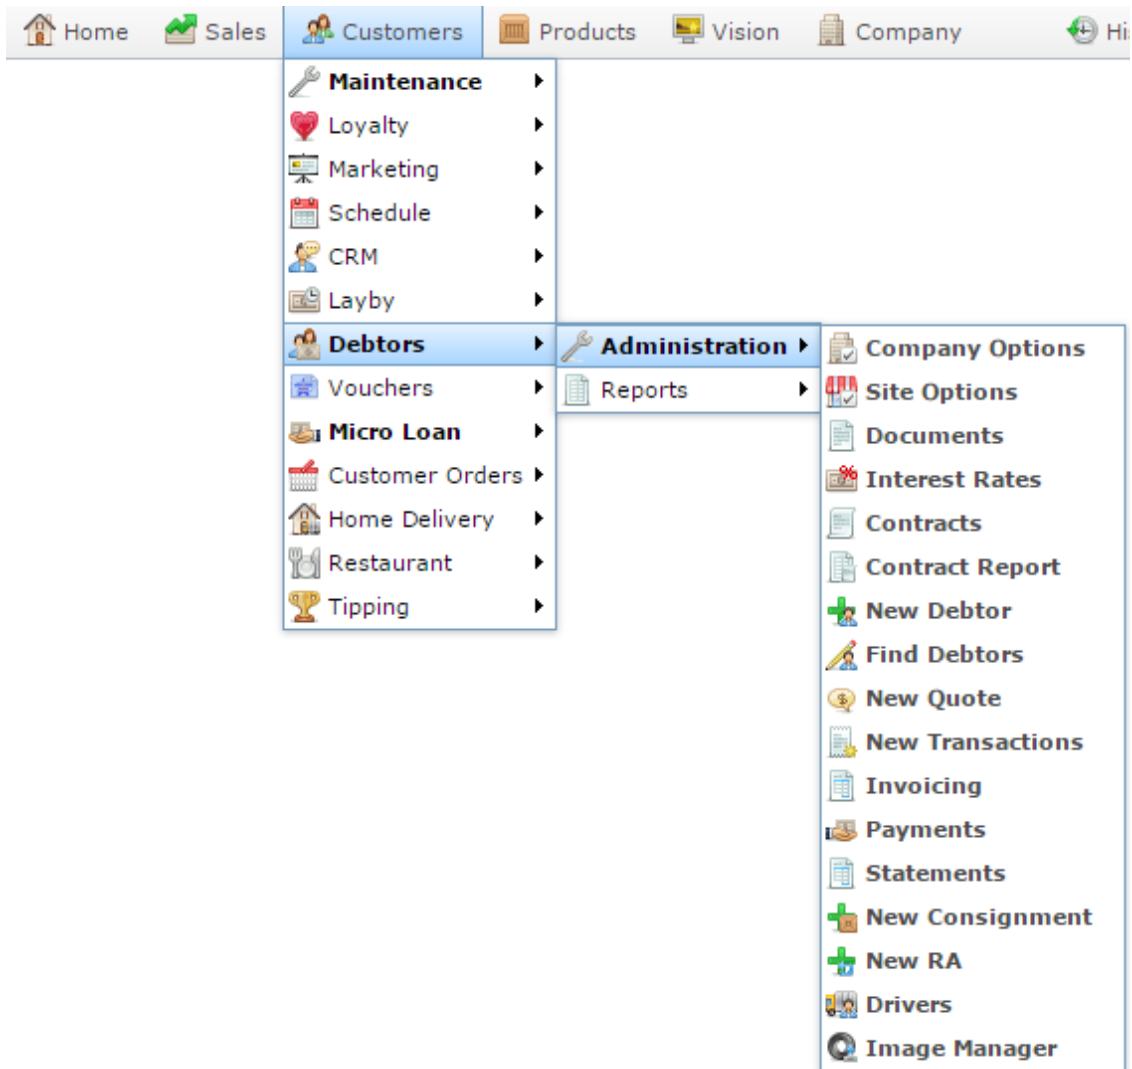 Home Sales Customers Products Vision Company Hi
Maintenance
Loyalty
Marketing
Schedule
CRM
Layby
Debtors
Vouchers
Micro Loan
Customer Orders
Home Delivery
Restaurant
Tipping
Administration
Reports
Company Options
Site Options
Documents
Interest Rates
Contracts
Contract Report
New Debtor
Find Debtors
New Quote
New Transactions
Invoicing
Payments
Statements
New Consignment
New RA
Drivers
Image Manager